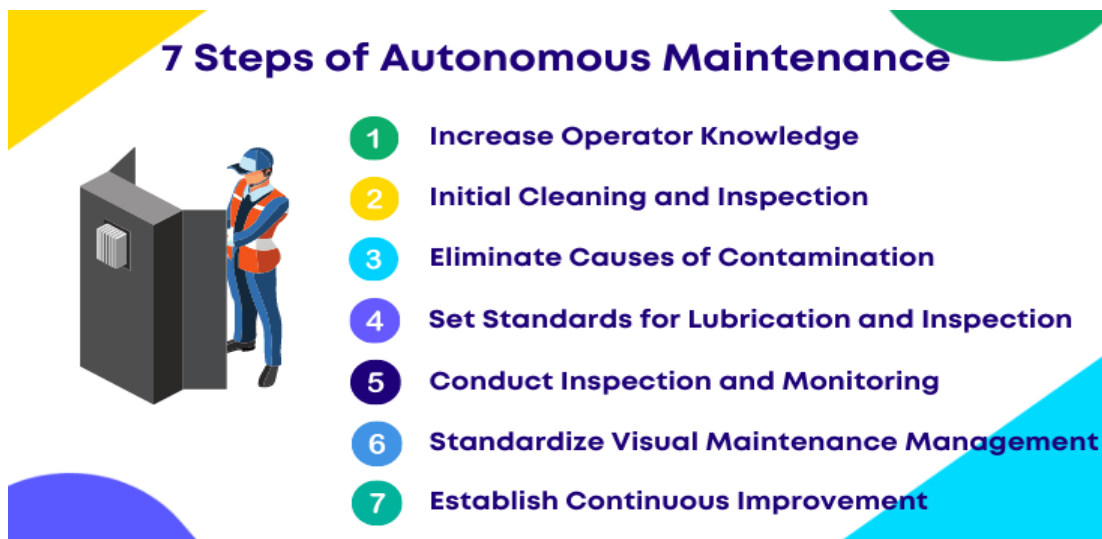 7 Steps of Autonomous Maintenance
1 Increase Operator Knowledge
2 Initial Cleaning and Inspection
3 Eliminate Causes of Contamination
4 Set Standards for Lubrication and Inspection
5 Conduct Inspection and Monitoring
6 Standardize Visual Maintenance Management
7 Establish Continuous Improvement